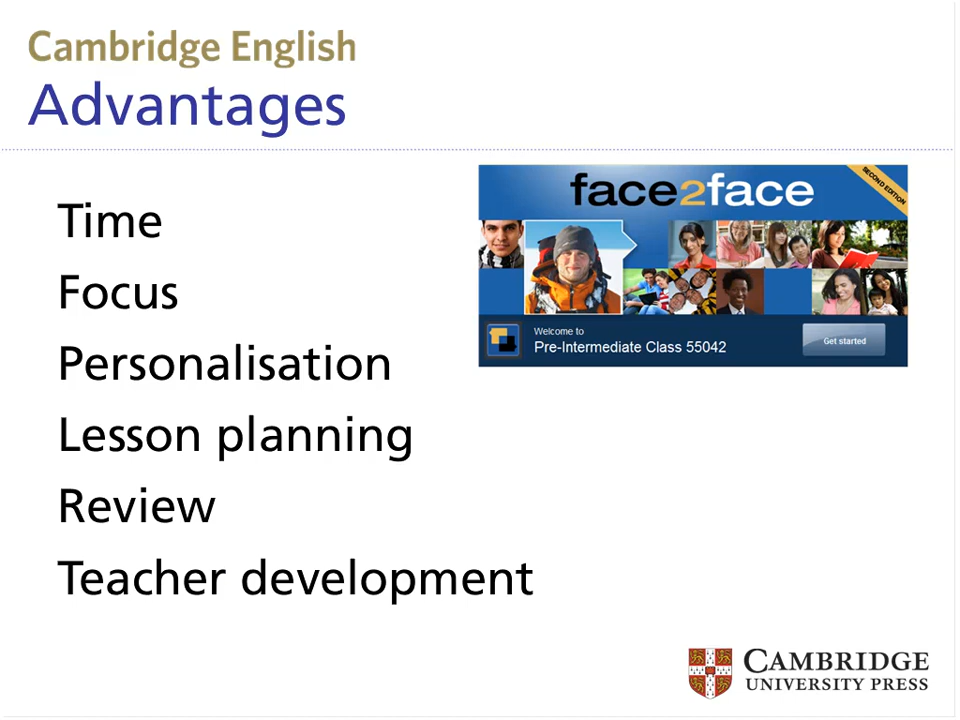 Cambridge English
Advantages
Time
Focus
Personalisation
Lesson planning
Review
Teacher development
face2face
SECOND EDITION
Welcome to
Pre-Intermediate Class 55042
Get started
CAMBRIDGE
UNIVERSITY PRESS